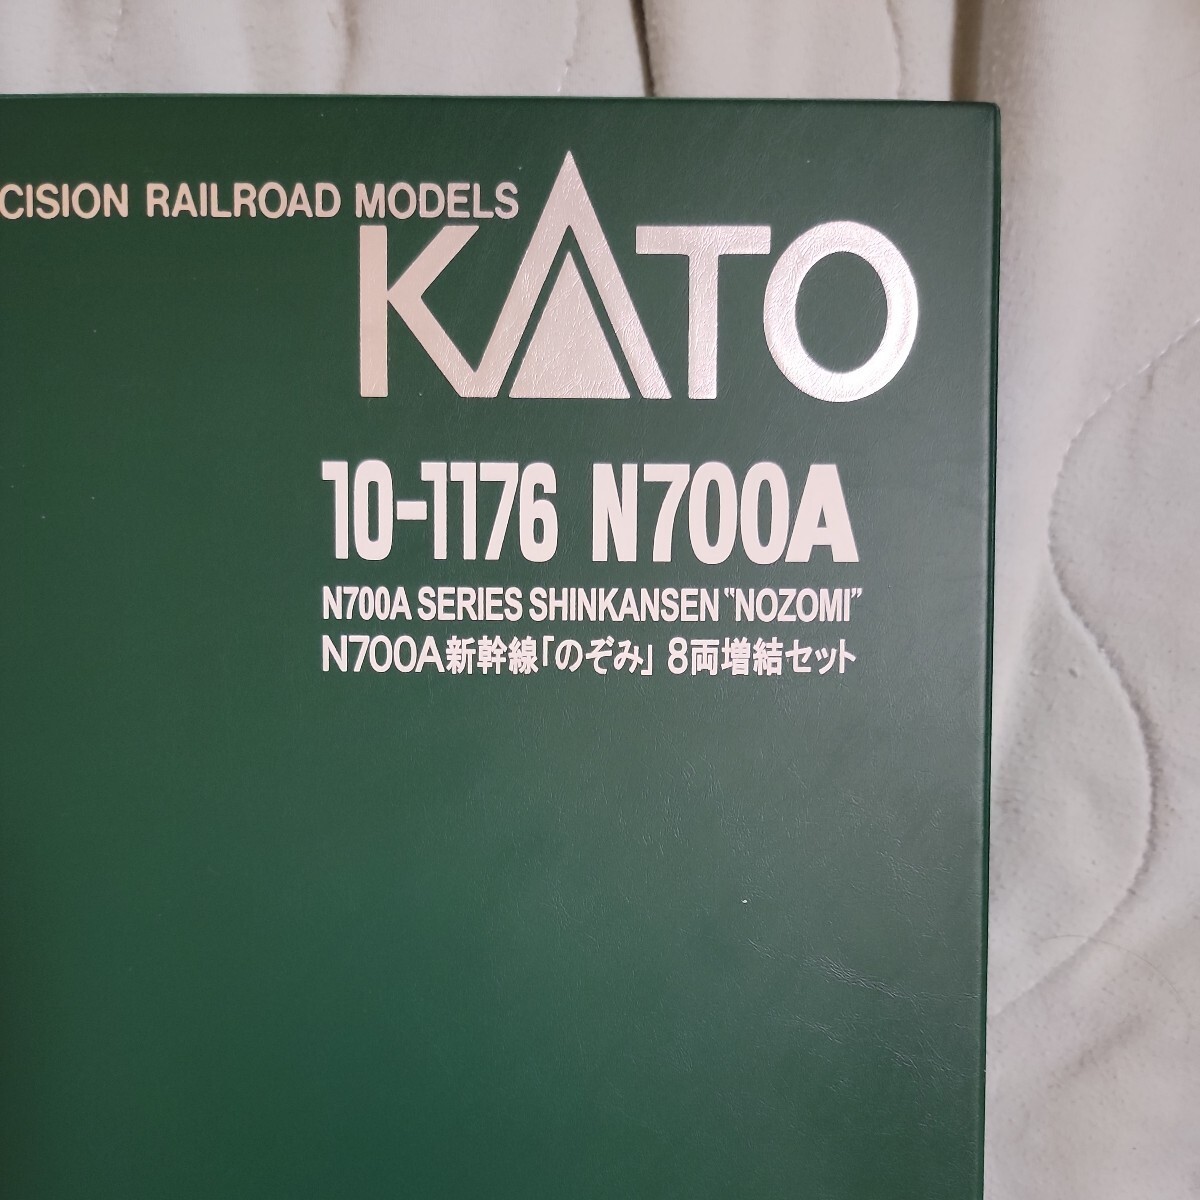 CISION RAILROAD MODELS
KATO
10-1176 N700A
N700A SERIES SHINKANSEN "NOZOMI"
N700A新幹線「のぞみ」 8両増結セット